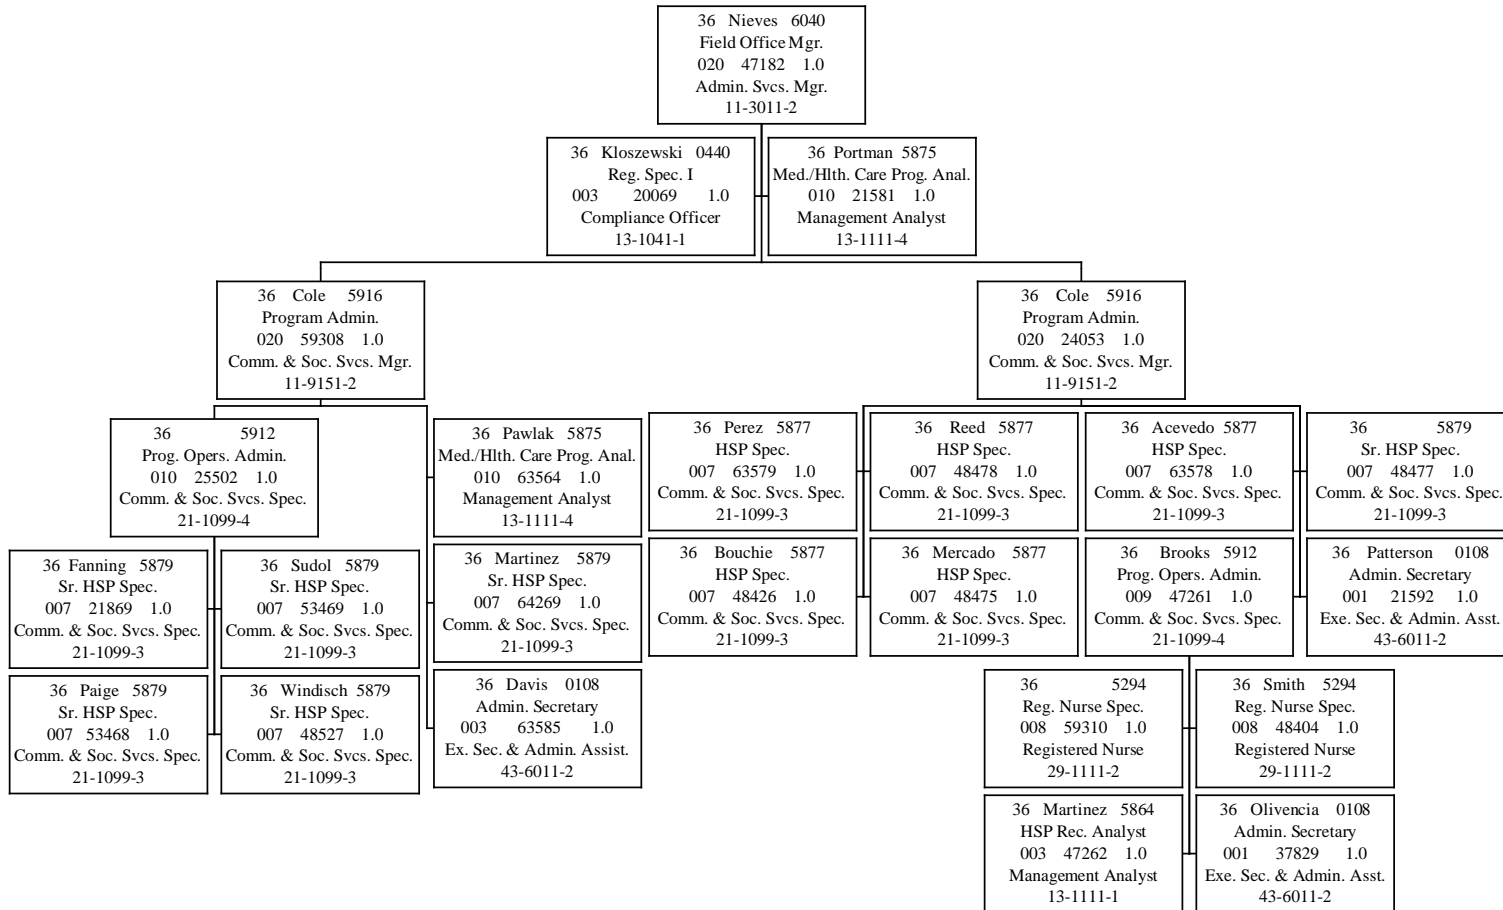 36 Nieves 6040
Field Office Mgr.
020 47182 1.0
Admin. Svcs. Mgr.
11-3011-2
36 Kloszewski 0440
Reg. Spec. I
003 20069 1.0
Compliance Officer
13-1041-1
36 Portman 5875
Med./Hlth. Care Prog. Anal.
010 21581 1.0
Management Analyst
13-1111-4
36 Cole 5916
Program Admin.
020 59308 1.0
Comm. & Soc. Svcs. Mgr.
11-9151-2
36 Cole 5916
Program Admin.
020 24053 1.0
Comm. & Soc. Svcs. Mgr.
11-9151-2
36 5912
Prog. Opers. Admin.
010 25502 1.0
Comm. & Soc. Svcs. Spec.
21-1099-4
36 Pawlak 5875
Med./Hlth. Care Prog. Anal.
010 63564 1.0
Management Analyst
13-1111-4
36 Perez 5877
HSP Spec.
007 63579 1.0
Comm. & Soc. Svcs. Spec.
21-1099-3
36 Reed 5877
HSP Spec.
007 48478 1.0
Comm. & Soc. Svcs. Spec.
21-1099-3
36 Acevedo 5877
HSP Spec.
007 63578 1.0
Comm. & Soc. Svcs. Spec.
21-1099-3
36 5879
Sr. HSP Spec.
007 48477 1.0
Comm. & Soc. Svcs. Spec.
21-1099-3
36 Fanning 5879
Sr. HSP Spec.
007 21869 1.0
Comm. & Soc. Svcs. Spec.
21-1099-3
36 Sudol 5879
Sr. HSP Spec.
007 53469 1.0
Comm. & Soc. Svcs. Spec.
21-1099-3
36 Martinez 5879
Sr. HSP Spec.
007 64269 1.0
Comm. & Soc. Svcs. Spec.
21-1099-3
36 Bouchie 5877
HSP Spec.
007 48426 1.0
Comm. & Soc. Svcs. Spec.
21-1099-3
36 Mercado 5877
HSP Spec.
007 48475 1.0
Comm. & Soc. Svcs. Spec.
21-1099-3
36 Brooks 5912
Prog. Opers. Admin.
009 47261 1.0
Comm. & Soc. Svcs. Spec.
21-1099-4
36 Patterson 0108
Admin. Secretary
001 21592 1.0
Exe. Sec. & Admin. Asst.
43-6011-2
36 Paige 5879
Sr. HSP Spec.
007 53468 1.0
Comm. & Soc. Svcs. Spec.
21-1099-3
36 Windisch 5879
Sr. HSP Spec.
007 48527 1.0
Comm. & Soc. Svcs. Spec.
21-1099-3
36 Davis 0108
Admin. Secretary
003 63585 1.0
Ex. Sec. & Admin. Assist.
43-6011-2
36 5294
Reg. Nurse Spec.
008 59310 1.0
Registered Nurse
29-1111-2
36 Smith 5294
Reg. Nurse Spec.
008 48404 1.0
Registered Nurse
29-1111-2
36 Martinez 5864
HSP Rec. Analyst
003 47262 1.0
Management Analyst
13-1111-1
36 Olivencia 0108
Admin. Secretary
001 37829 1.0
Exe. Sec. & Admin. Asst.
43-6011-2